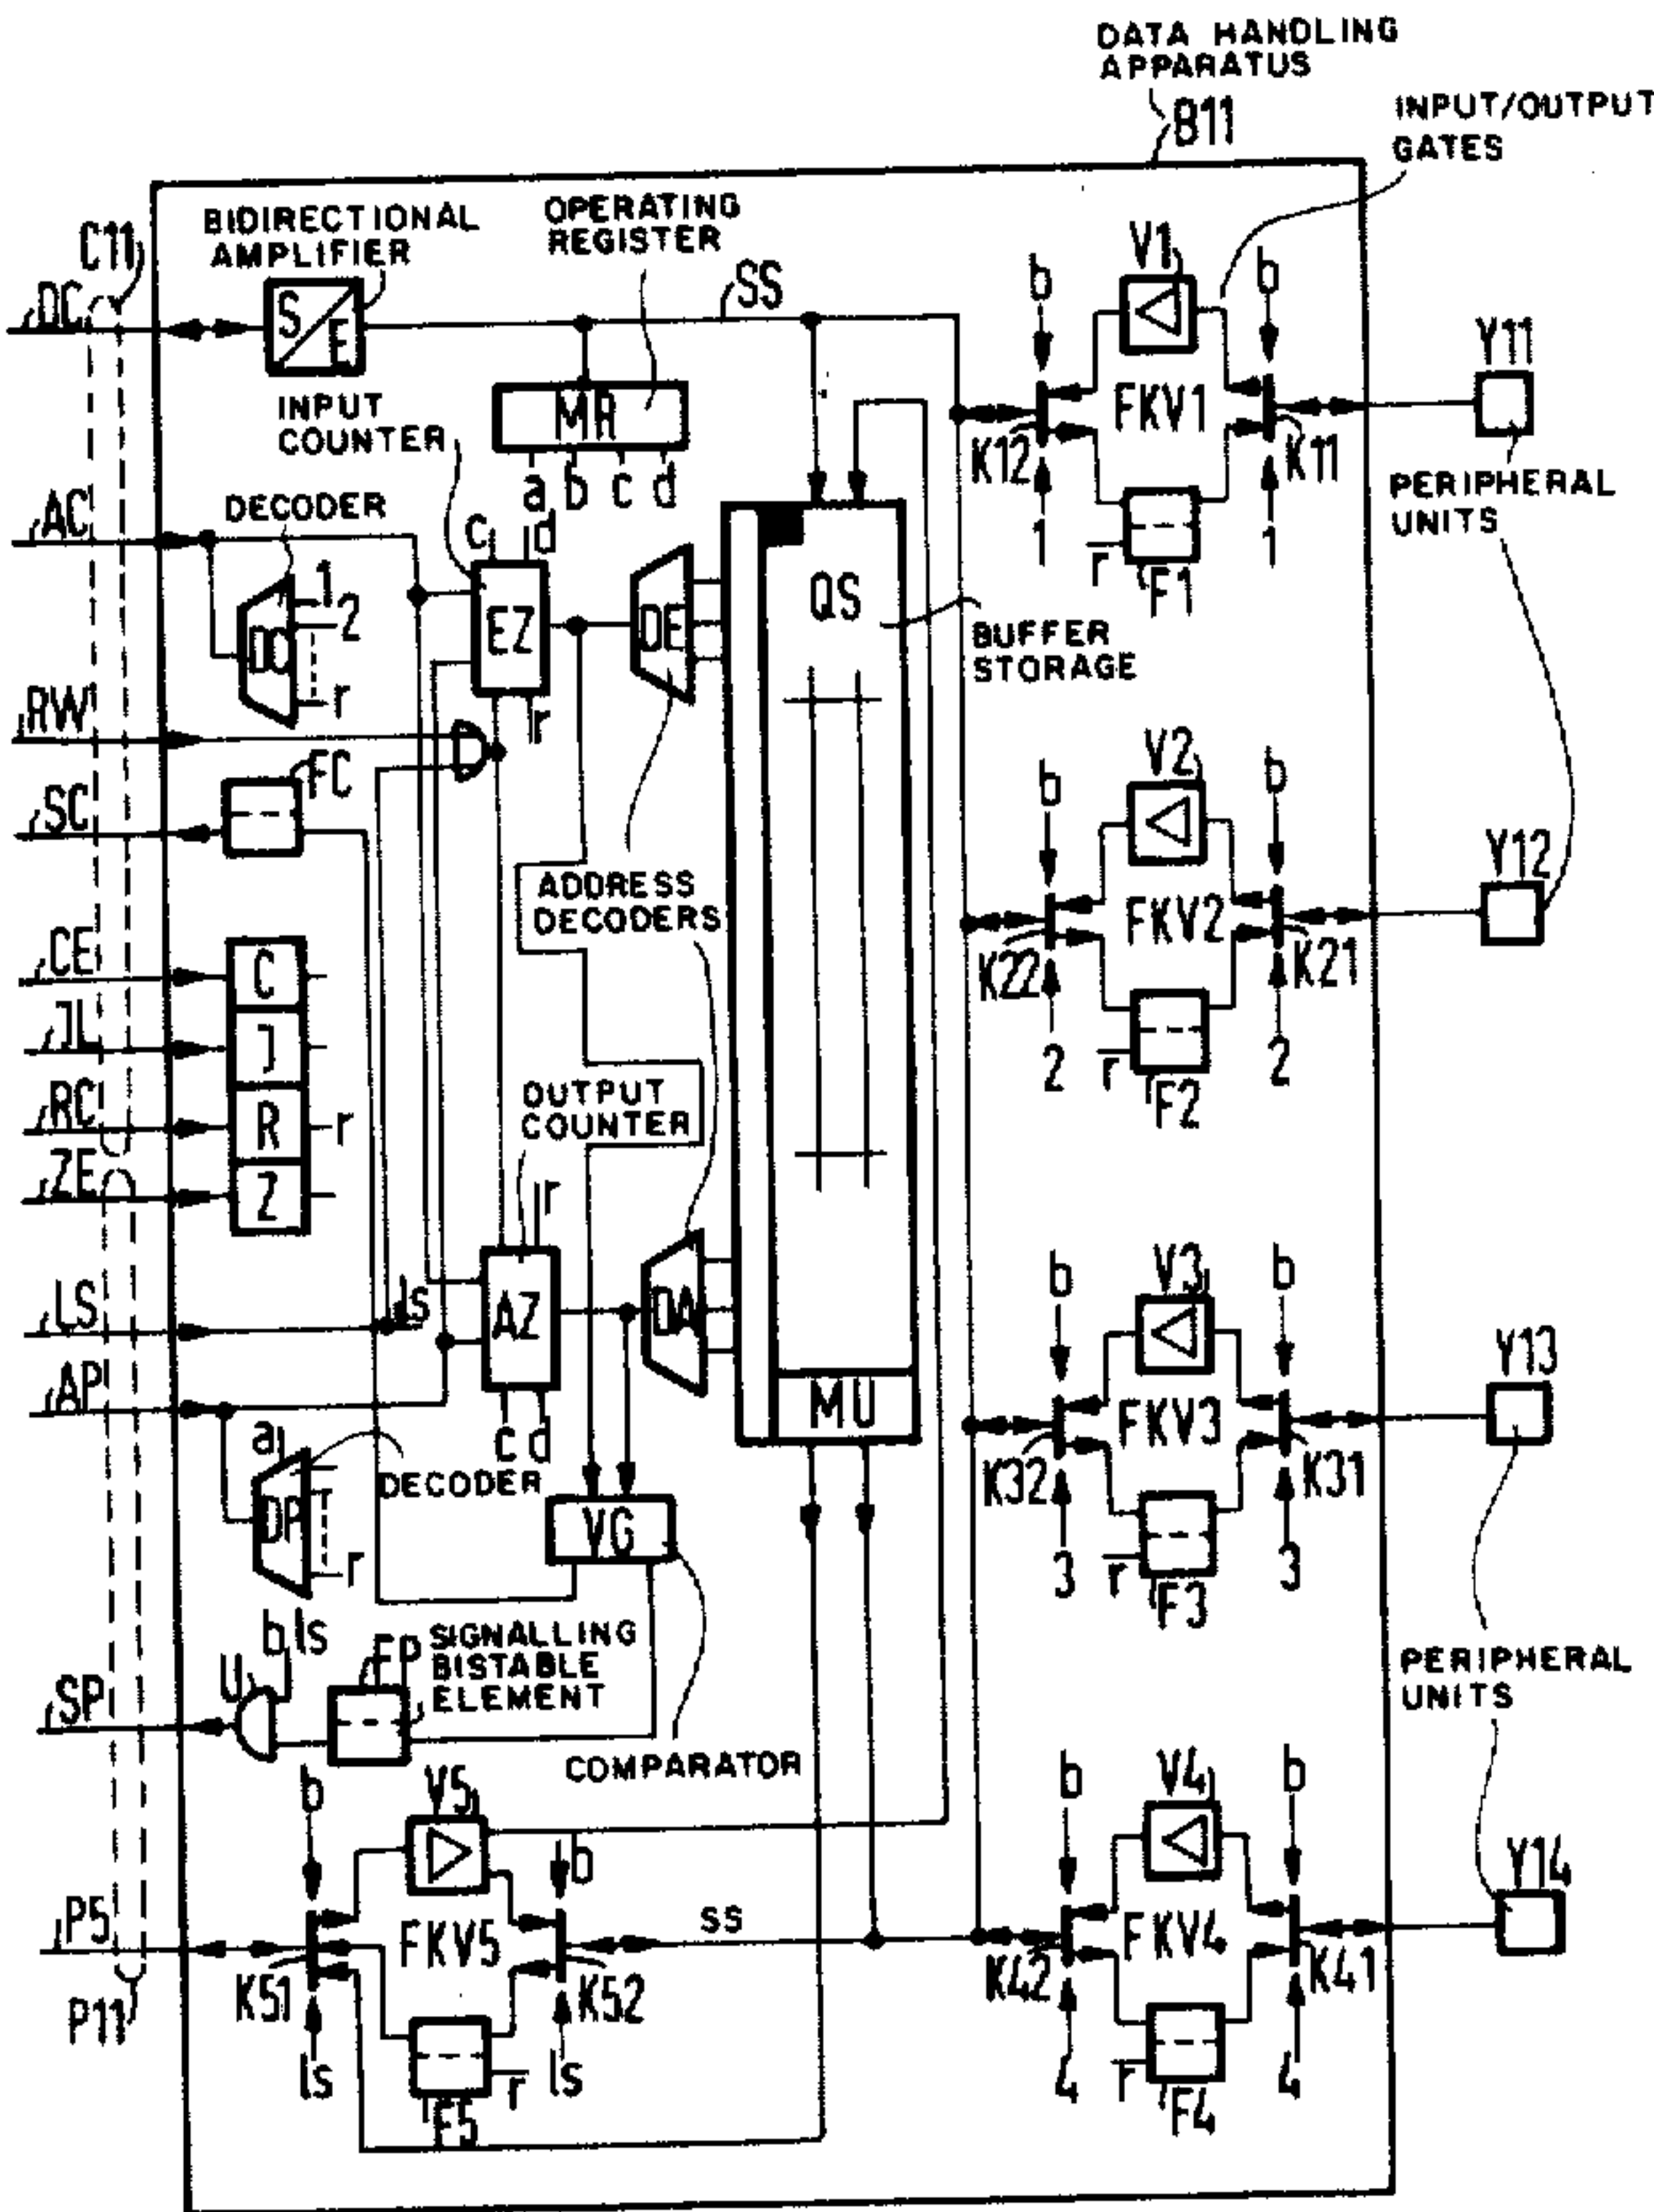 DATA HANDLING
APPARATUS
B11
INPUT/OUTPUT
GATES
BIDIRECTIONAL
AMPLIFIER
OPERATING
REGISTER
C11
DC
S
E
SS
V1
b
b
FKV1
K12
K11
1
1
r
F1
Y11
INPUT
COUNTER
MR
a
b
c
d
PERIPHERAL
UNITS
AC
DECODER
DC
1
2
r
c
d
EZ
r
DE
QS
BUFFER
STORAGE
RW
SC
FC
V2
b
b
FKV2
K22
K21
2
2
r
F2
Y12
ADDRESS
DECODERS
CE
JL
RC
ZE
C
J
R
Z
r
OUTPUT
COUNTER
r
AZ
c
d
DA
LS
ls
AP
MU
V3
b
b
FKV3
K32
K31
3
3
r
F3
Y13
a
DP
r
DECODER
VG
COMPARATOR
SP
U
b
ls
FP
SIGNALLING
BISTABLE
ELEMENT
PERIPHERAL
UNITS
V5
b
b
FKV5
K51
K52
ls
ls
r
F5
SS
P5
P11
V4
b
b
FKV4
K42
K41
4
4
r
F4
Y14